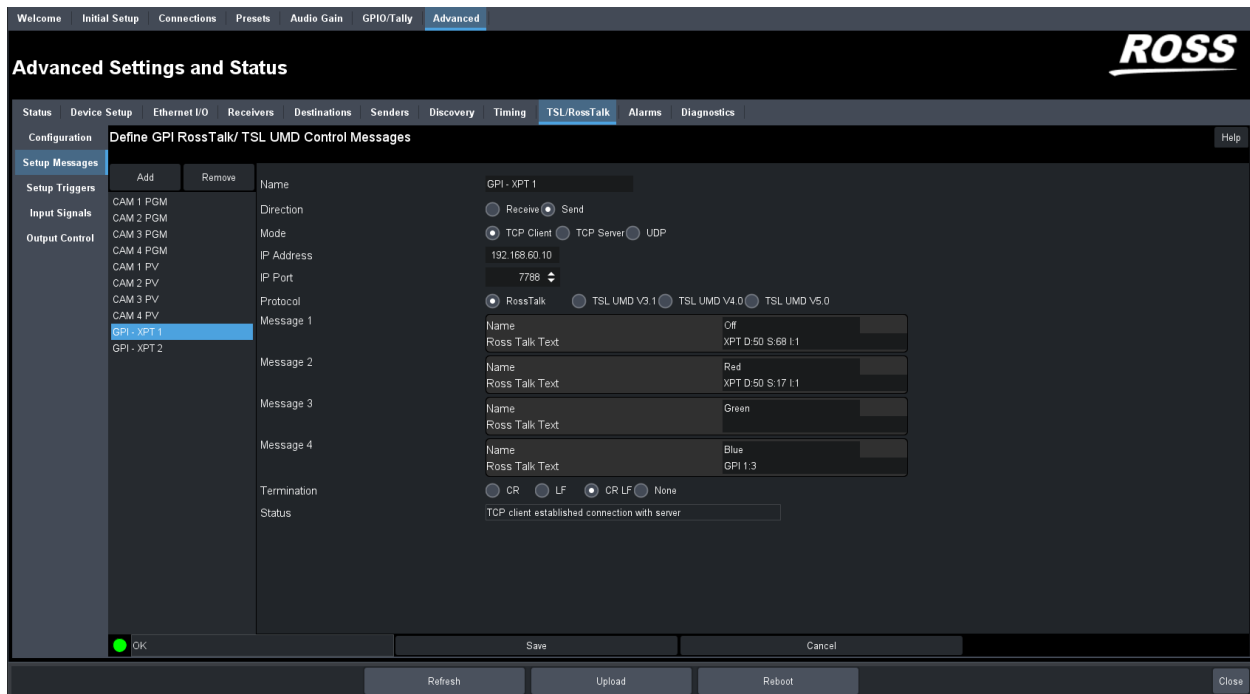 Welcome Initial Setup Connections Presets Audio Gain GPIO/Tally Advanced
ROSS
Advanced Settings and Status
Status Device Setup Ethernet I/O Receivers Destinations Senders Discovery Timing TSL/RossTalk Alarms Diagnostics
Configuration
Setup Messages
Setup Triggers
Input Signals
Output Control
Define GPI RossTalk/ TSL UMD Control Messages
Help
Add Remove
CAM 1 PGM
CAM 2 PGM
CAM 3 PGM
CAM 4 PGM
CAM 1 PV
CAM 2 PV
CAM 3 PV
CAM 4 PV
GPI - XPT 1
GPI - XPT 2
Name GPI - XPT 1
Direction Receive Send
Mode TCP Client TCP Server UDP
IP Address 192.168.60.10
IP Port 7788
Protocol RossTalk TSL UMD V3.1 TSL UMD V4.0 TSL UMD V5.0
Message 1
Name Off
Ross Talk Text XPT D:50 S:68 I:1
Message 2
Name Red
Ross Talk Text XPT D:50 S:17 I:1
Message 3
Name Green
Ross Talk Text
Message 4
Name Blue
Ross Talk Text GPI 1:3
Termination CR LF CR LF None
Status TCP client established connection with server
OK Save Cancel
Refresh Upload Reboot Close